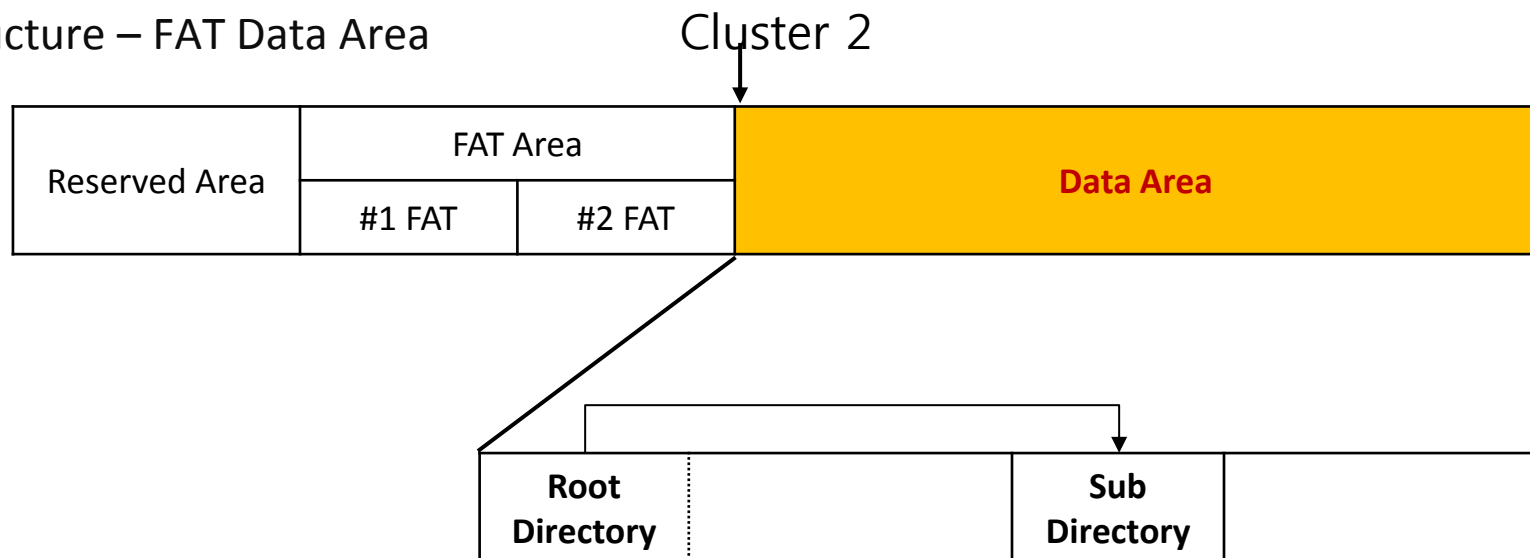 ucture – FAT Data Area
Cluster 2
Reserved Area
FAT Area
#1 FAT
#2 FAT
Data Area
Root
Directory
Sub
Directory